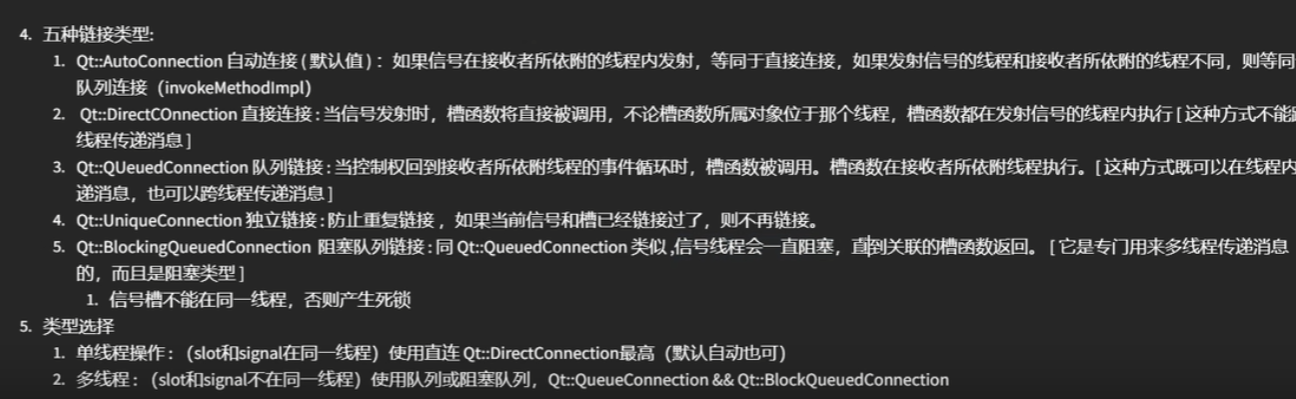 4. 五种链接类型:
1. Qt::AutoConnection 自动连接 ( 默认值 ) ：如果信号在接收者所依附的线程内发射，等同于直接连接，如果发射信号的线程和接收者所依附的线程不同，则等同
队列连接（invokeMethodImpl）
2. Qt::DirectCOnnection 直接连接 : 当信号发射时，槽函数将直接被调用，不论槽函数所属对象位于那个线程，槽函数都在发射信号的线程内执行 [ 这种方式不能
线程传递消息 ]
3. Qt::QUeuedConnection 队列链接 : 当控制权回到接收者所依附线程的事件循环时，槽函数被调用。槽函数在接收者所依附线程执行。[ 这种方式既可以在线程内
递消息，也可以跨线程传递消息 ]
4. Qt::UniqueConnection 独立链接 : 防止重复链接 ，如果当前信号和槽已经链接过了，则不再链接。
5. Qt::BlockingQueuedConnection 阻塞队列链接 : 同 Qt::QueuedConnection 类似 ,信号线程会一直阻塞，直到关联的槽函数返回。 [ 它是专门用来多线程传递消息
的，而且是阻塞类型 ]
1. 信号槽不能在同一线程，否则产生死锁
5. 类型选择
1. 单线程操作：（slot和signal在同一线程）使用直连 Qt::DirectConnection最高（默认自动也可）
2. 多线程：（slot和signal不在同一线程）使用队列或阻塞队列，Qt::QueueConnection && Qt::BlockQueuedConnection